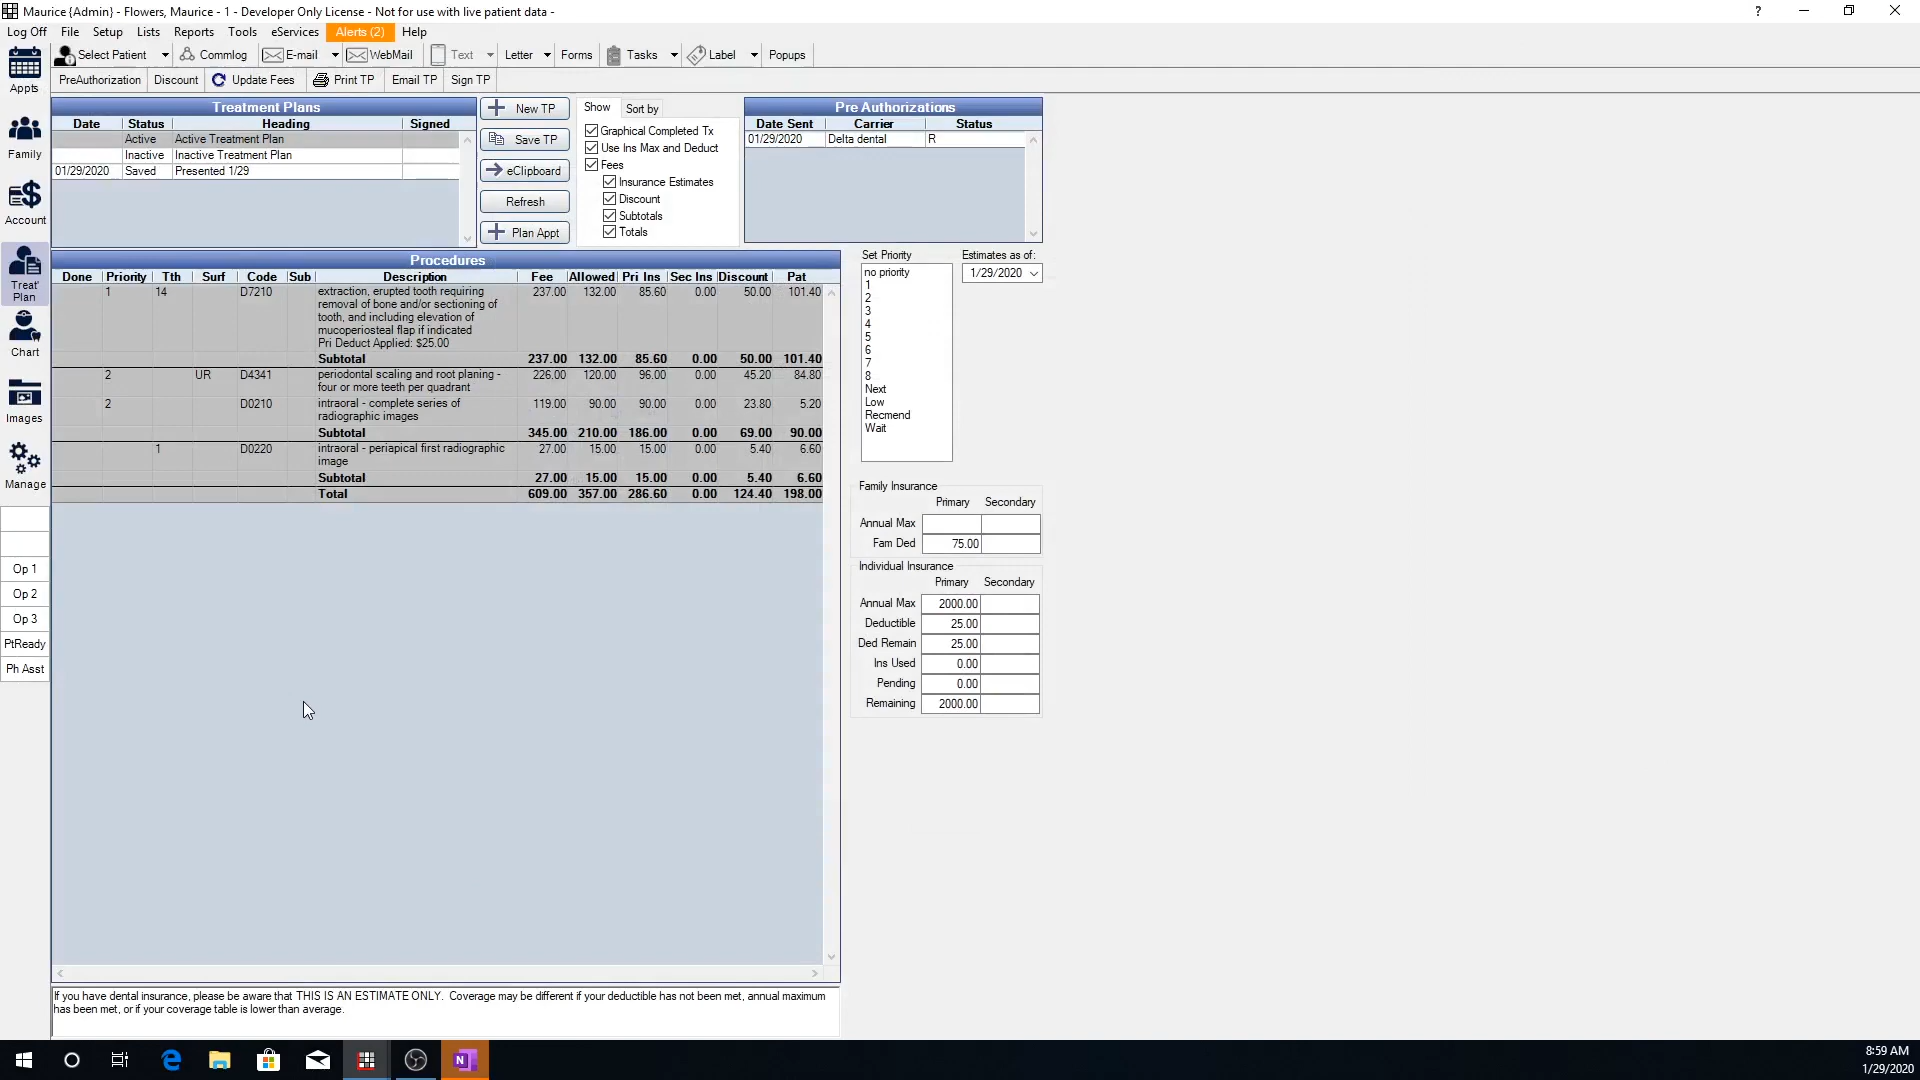 Maurice {Admin} - Flowers, Maurice - 1 - Developer Only License - Not for use with live patient data -
?
Log Off File Setup Lists Reports Tools eServices Alerts (2) Help
Select Patient Commlog E-mail WebMail Text Letter Forms Tasks Label Popups
PreAuthorization Discount Update Fees Print TP Email TP Sign TP
Appts
Family
Account
Treat'
Plan
Chart
Images
Manage
Op 1
Op 2
Op 3
PtReady
Ph Asst
Treatment Plans
Date Status Heading Signed
Active Active Treatment Plan
Inactive Inactive Treatment Plan
01/29/2020 Saved Presented 1/29
New TP
Save TP
eClipboard
Refresh
Plan Appt
Show Sort by
Graphical Completed Tx
Use Ins Max and Deduct
Fees
Insurance Estimates
Discount
Subtotals
Totals
Pre Authorizations
Date Sent Carrier Status
01/29/2020 Delta dental R
Procedures
Done Priority Tth Surf Code Sub Description Fee Allowed Pri Ins Sec Ins Discount Pat
1 14 D7210 extraction, erupted tooth requiring 237.00 132.00 85.60 0.00 50.00 101.40
removal of bone and/or sectioning of
tooth, and including elevation of
mucoperiosteal flap if indicated
Pri Deduct Applied: $25.00
Subtotal 237.00 132.00 85.60 0.00 50.00 101.40
2 UR D4341 periodontal scaling and root planing - 226.00 120.00 96.00 0.00 45.20 84.80
four or more teeth per quadrant
2 D0210 intraoral - complete series of 119.00 90.00 90.00 0.00 23.80 5.20
radiographic images
Subtotal 345.00 210.00 186.00 0.00 69.00 90.00
1 D0220 intraoral - periapical first radiographic 27.00 15.00 15.00 0.00 5.40 6.60
image
Subtotal 27.00 15.00 15.00 0.00 5.40 6.60
Total 609.00 357.00 286.60 0.00 124.40 198.00
Set Priority
no priority
1
2
3
4
5
6
7
8
Next
Low
Recmend
Wait
Estimates as of:
1/29/2020
Family Insurance
Primary Secondary
Annual Max
Fam Ded 75.00
Individual Insurance
Primary Secondary
Annual Max 2000.00
Deductible 25.00
Ded Remain 25.00
Ins Used 0.00
Pending 0.00
Remaining 2000.00
If you have dental insurance, please be aware that THIS IS AN ESTIMATE ONLY.  Coverage may be different if your deductible has not been met, annual maximum
has been met, or if your coverage table is lower than average.
N
8:59 AM
1/29/2020